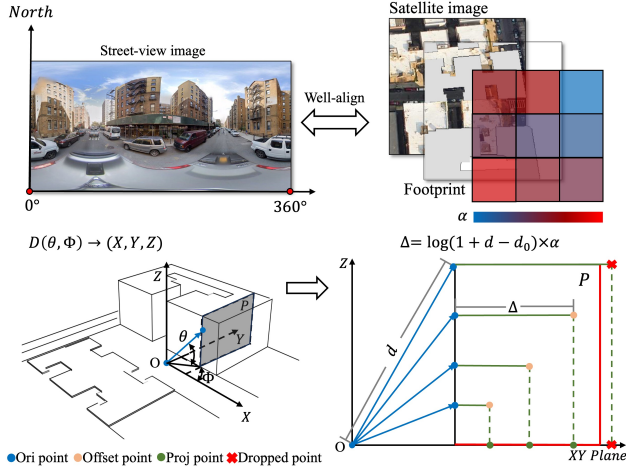 North
Street-view image
0°
360°
Well-align
Satellite image
Footprint
α
D(θ,Φ) → (X,Y,Z)
Z
P
θ
Y
O
Φ
X
Δ= log(1 + d − d₀)×α
Z
P
Δ
d
O
XY Plane
Ori point Offset point Proj point Dropped point